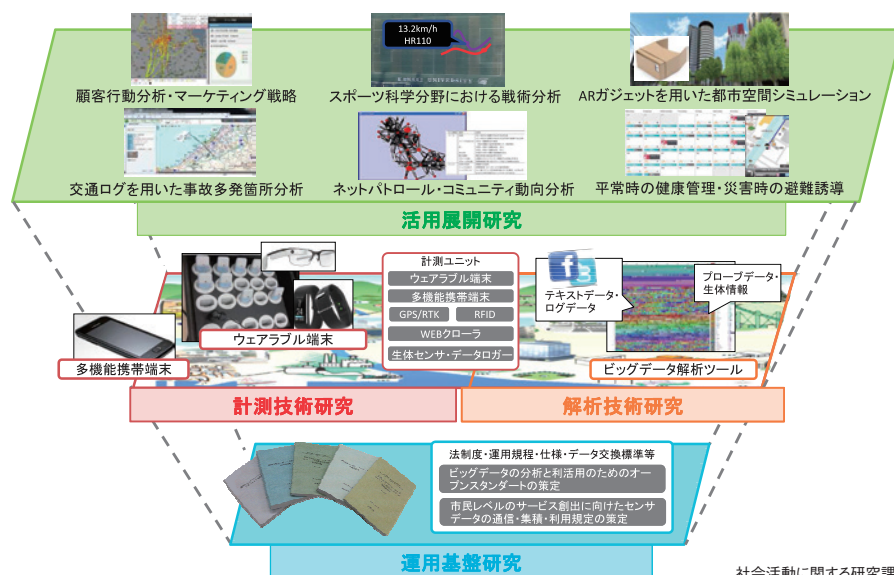 13.2km/h
HR110
顧客行動分析・マーケティング戦略
スポーツ科学分野における戦術分析
ARガジェットを用いた都市空間シミュレーション
交通ログを用いた事故多発箇所分析
ネットパトロール・コミュニティ動向分析
平常時の健康管理・災害時の避難誘導
活用展開研究
計測ユニット
ウェアラブル端末
多機能携帯端末
GPS/RTK
RFID
WEBクローラ
生体センサ・データロガー
テキストデータ・
ログデータ
プローブデータ・
生体情報
ウェアラブル端末
多機能携帯端末
ビッグデータ解析ツール
計測技術研究
解析技術研究
法制度・運用規程・仕様・データ交換標準等
ビッグデータの分析と利活用のためのオー
プンスタンダートの策定
市民レベルのサービス創出に向けたセンサ
データの通信・集積・利用規定の策定
運用基盤研究
社会活動に関する研究課